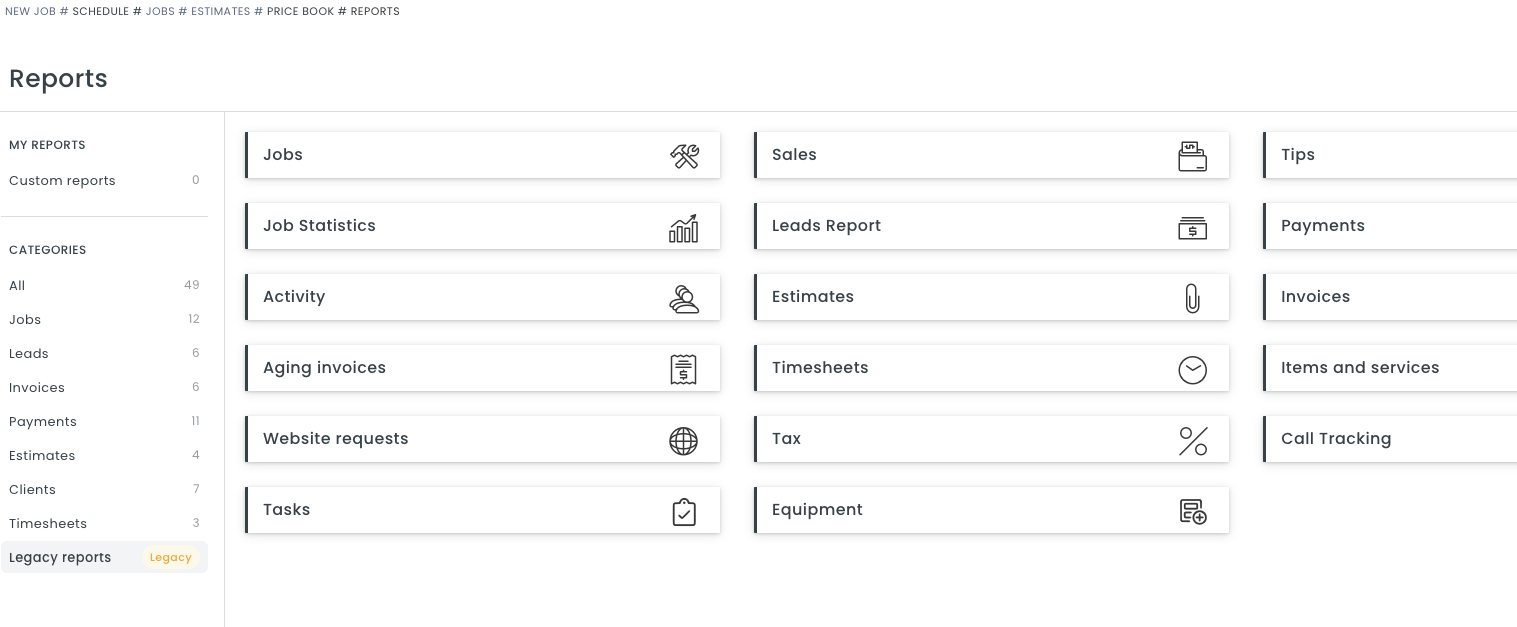 NEW JOB # SCHEDULE # JOBS # ESTIMATES # PRICE BOOK # REPORTS
Reports
MY REPORTS
Custom reports 0
CATEGORIES
All 49
Jobs 12
Leads 6
Invoices 6
Payments 11
Estimates 4
Clients 7
Timesheets 3
Legacy reports Legacy
Jobs
Sales
Tips
Job Statistics
Leads Report
Payments
Activity
Estimates
Invoices
Aging invoices
Timesheets
Items and services
Website requests
Tax
Call Tracking
Tasks
Equipment